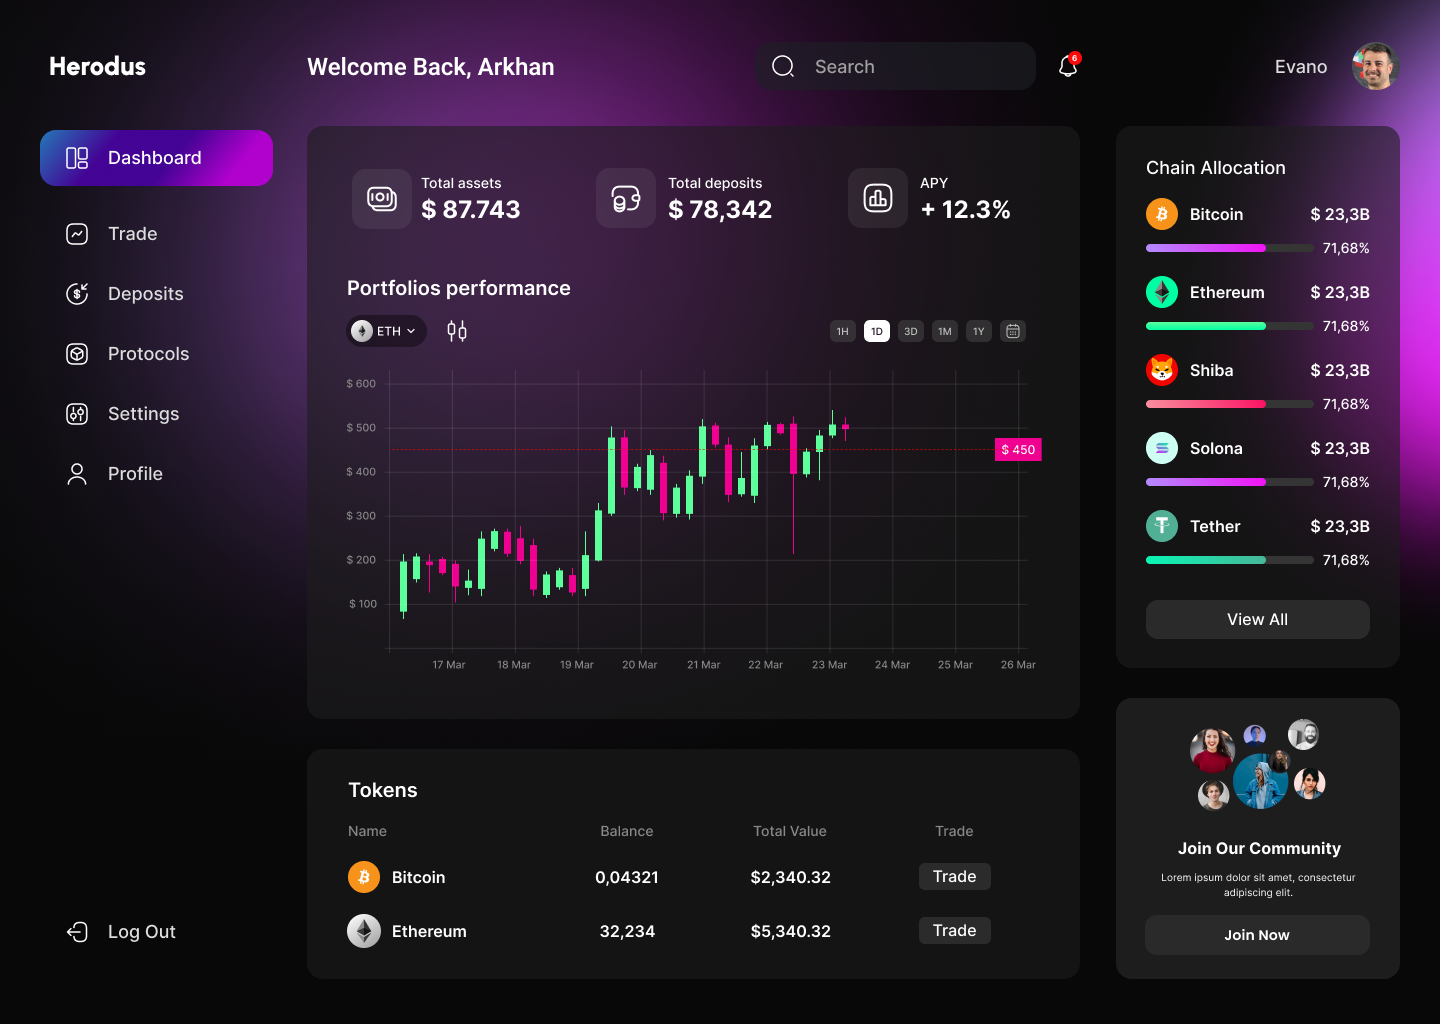 Herodus
Welcome Back, Arkhan
Search
6
Evano
Dashboard
Trade
Deposits
Protocols
Settings
Profile
Log Out
Total assets
$ 87.743
Total deposits
$ 78,342
APY
+ 12.3%
Portfolios performance
ETH
1H
1D
3D
1M
1Y
$ 600
$ 500
$ 400
$ 300
$ 200
$ 100
$ 450
17 Mar
18 Mar
19 Mar
20 Mar
21 Mar
22 Mar
23 Mar
24 Mar
25 Mar
26 Mar
Tokens
Name Balance Total Value Trade
Bitcoin 0,04321 $2,340.32 Trade
Ethereum 32,234 $5,340.32 Trade
Chain Allocation
Bitcoin $ 23,3B
71,68%
Ethereum $ 23,3B
71,68%
Shiba $ 23,3B
71,68%
Solona $ 23,3B
71,68%
Tether $ 23,3B
71,68%
View All
Join Our Community
Lorem ipsum dolor sit amet, consectetur
adipiscing elit.
Join Now